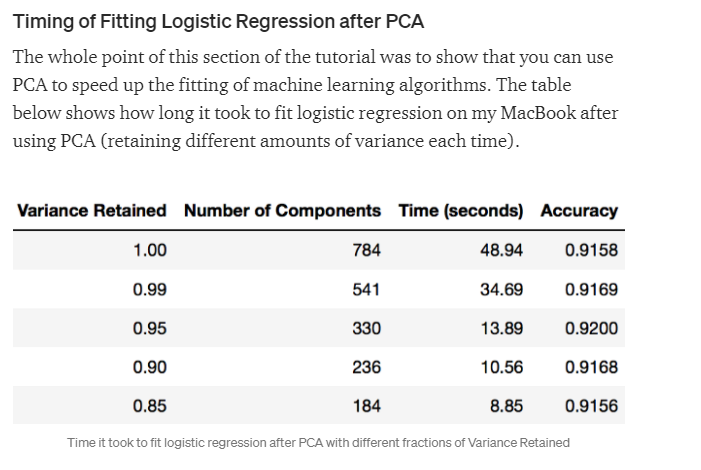 Timing of Fitting Logistic Regression after PCA
The whole point of this section of the tutorial was to show that you can use
PCA to speed up the fitting of machine learning algorithms. The table
below shows how long it took to fit logistic regression on my MacBook after
using PCA (retaining different amounts of variance each time).
Variance Retained Number of Components Time (seconds) Accuracy
1.00 784 48.94 0.9158
0.99 541 34.69 0.9169
0.95 330 13.89 0.9200
0.90 236 10.56 0.9168
0.85 184 8.85 0.9156
Time it took to fit logistic regression after PCA with different fractions of Variance Retained